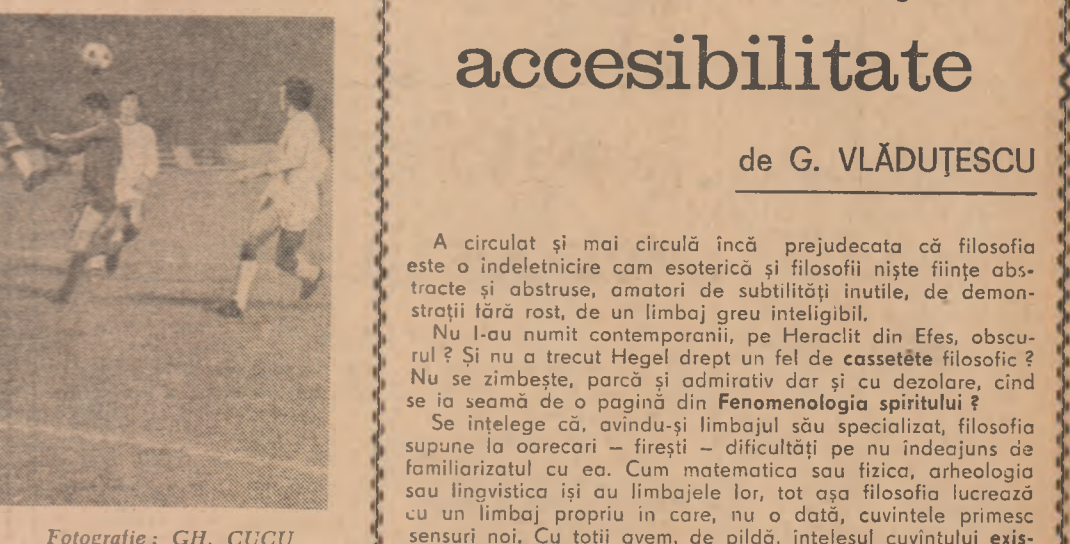 accesibilitate
de G. VLĂDUȚESCU
A circulat și mai circulă încă prejudecata că filosofia
este o îndeletnicire cam esoterică și filosofii niște ființe abs-
tracte și abstruse, amatori de subtilități inutile, de demon-
strații fără rost, de un limbaj greu inteligibil.
Nu l-au numit contemporanii, pe Heraclit din Efes, obscu-
rul ? Și nu a trecut Hegel drept un fel de cassetête filosofic ?
Nu se zîmbește, parcă și admirativ dar și cu dezolare, cînd
se ia seamă de o pagină din Fenomenologia spiritului ?
Se înțelege că, avîndu-și limbajul său specializat, filosofia
supune la oarecari — firești — dificultăți pe nu îndeajuns de
familiarizatul cu ea. Cum matematica sau fizica, arheologia
sau lingvistica își au limbajele lor, tot așa filosofia lucrează
cu un limbaj propriu în care, nu o dată, cuvintele primesc
sensuri noi. Cu toții avem, de pildă, înțelesul cuvîntului exis-
Fotografie : GH. CUCU